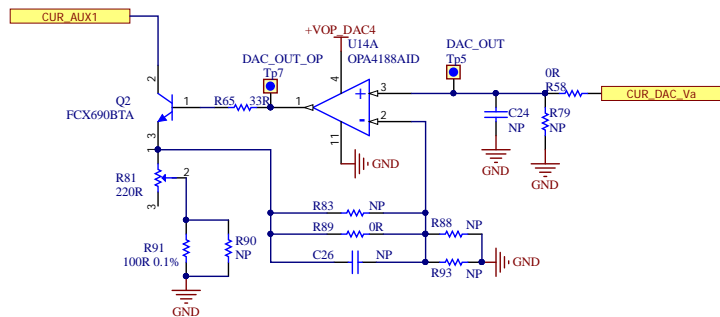 CUR_AUX1
+VOP_DAC4
U14A
OPA4188AID
DAC_OUT_OP
Tp7
DAC_OUT
Tp5
0R
R58
CUR_DAC_Va
2
Q2
FCX690BTA
1
R65
33R
1
4
3
2
11
GND
C24
NP
R79
NP
GND
GND
3
1
R81
220R
2
3
R83
NP
R89
0R
C26
NP
R88
NP
R93
NP
GND
R91
100R 0.1%
R90
NP
GND